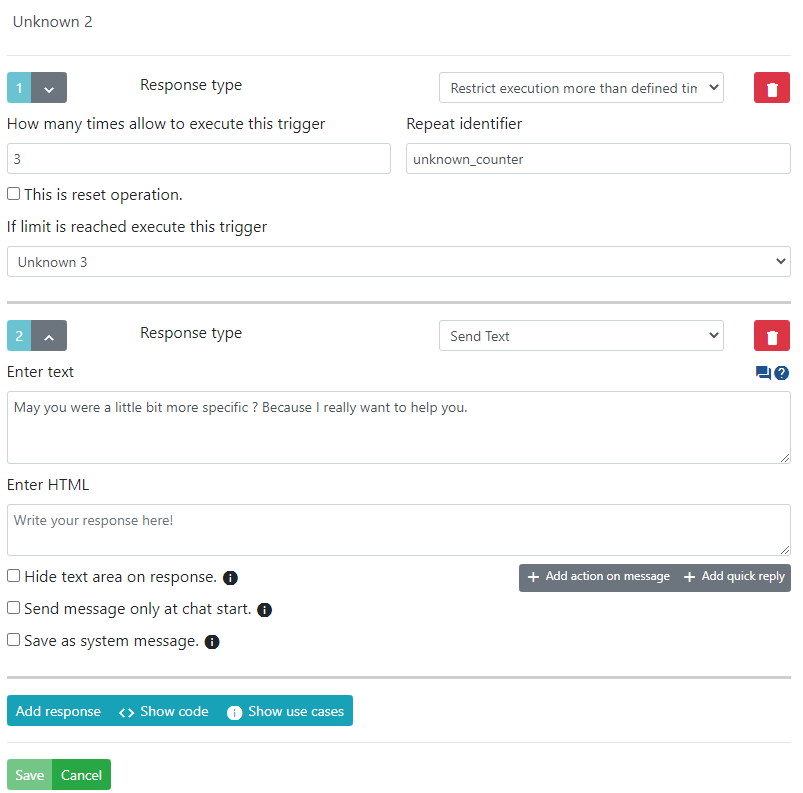 Unknown 2
1 Response type Restrict execution more than defined tim
How many times allow to execute this trigger Repeat identifier
3 unknown_counter
This is reset operation.
If limit is reached execute this trigger
Unknown 3
2 Response type Send Text
Enter text
May you were a little bit more specific ? Because I really want to help you.
Enter HTML
Write your response here!
Hide text area on response. Add action on message Add quick reply
Send message only at chat start.
Save as system message.
Add response <> Show code Show use cases
Save Cancel